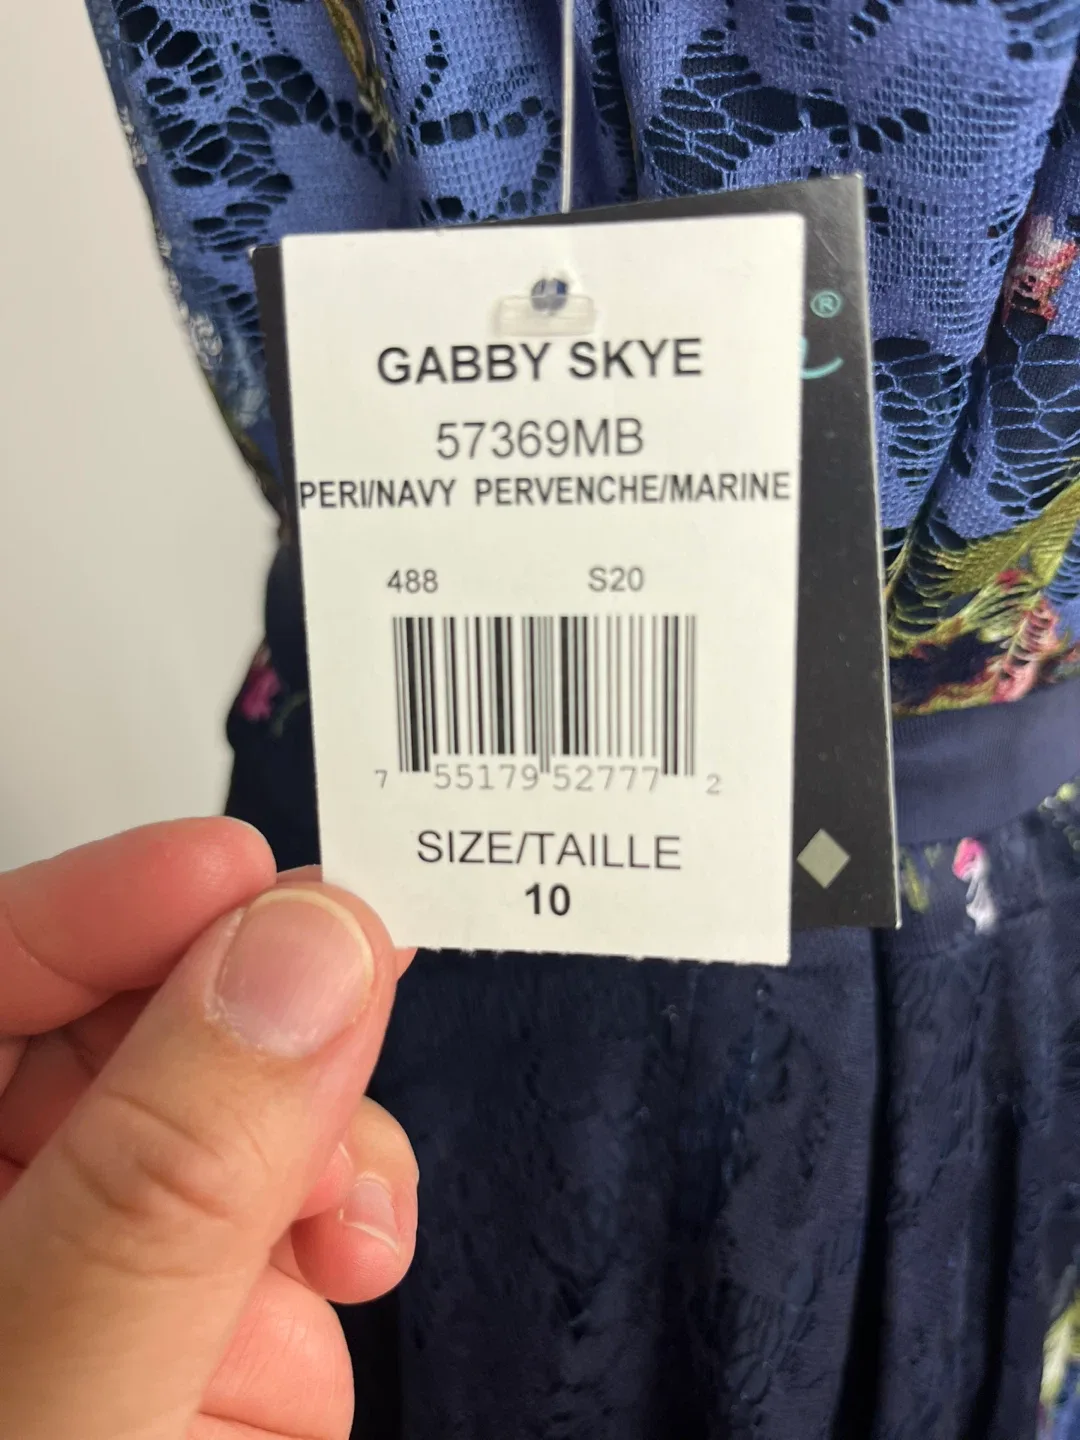 ®
GABBY SKYE
57369MB
PERI/NAVY PERVENCHE/MARINE
488 S20
7 55179 52777 2
SIZE/TAILLE
10